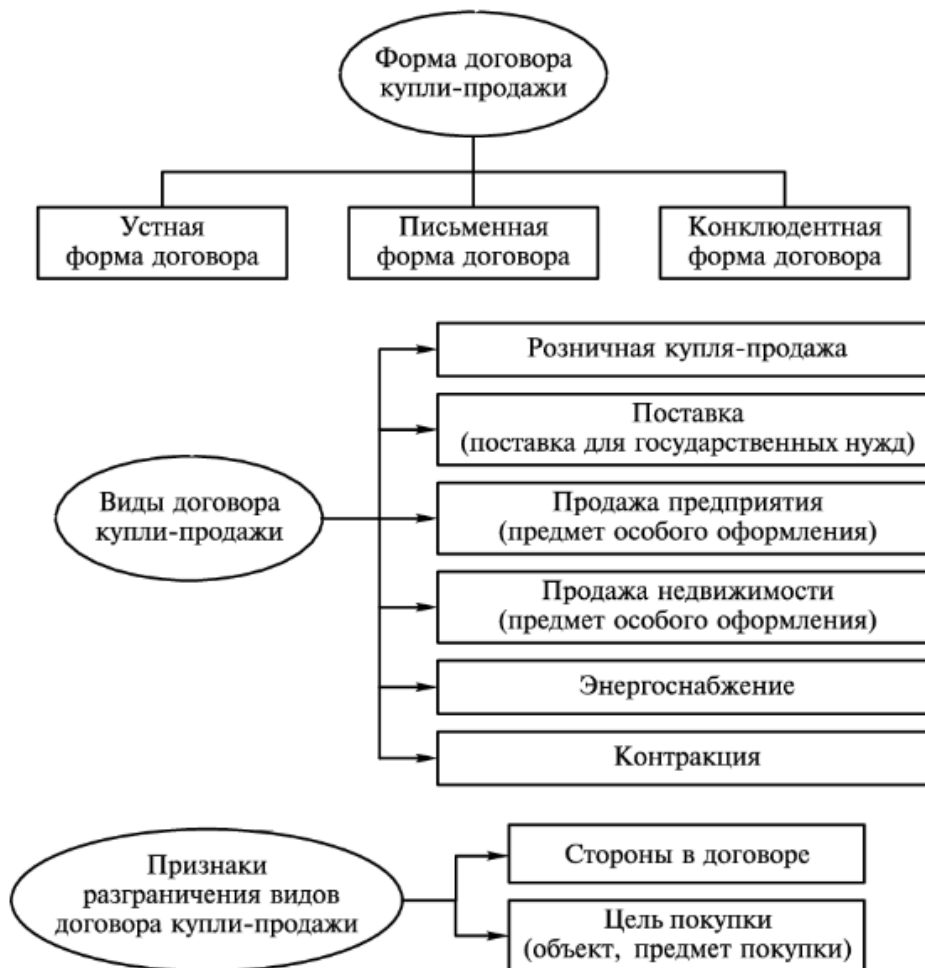 Форма договора
купли-продажи
Устная
форма договора
Письменная
форма договора
Конклюдентная
форма договора
Розничная купля-продажа
Поставка
(поставка для государственных нужд)
Виды договора
купли-продажи
Продажа предприятия
(предмет особого оформления)
Продажа недвижимости
(предмет особого оформления)
Энергоснабжение
Контракция
Признаки
разграничения видов
договора купли-продажи
Стороны в договоре
Цель покупки
(объект, предмет покупки)